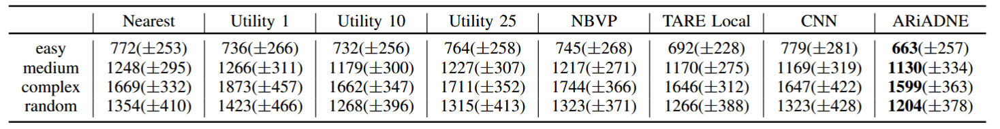 Nearest Utility 1 Utility 10 Utility 25 NBVP TARE Local CNN ARiADNE
easy 772(±253) 736(±266) 732(±256) 764(±258) 745(±268) 692(±228) 779(±281) 663(±257)
medium 1248(±295) 1266(±311) 1179(±300) 1227(±307) 1217(±271) 1170(±275) 1169(±319) 1130(±334)
complex 1669(±332) 1873(±457) 1662(±347) 1711(±352) 1744(±366) 1646(±312) 1647(±422) 1599(±363)
random 1354(±410) 1423(±466) 1268(±396) 1315(±413) 1323(±371) 1266(±388) 1323(±428) 1204(±378)